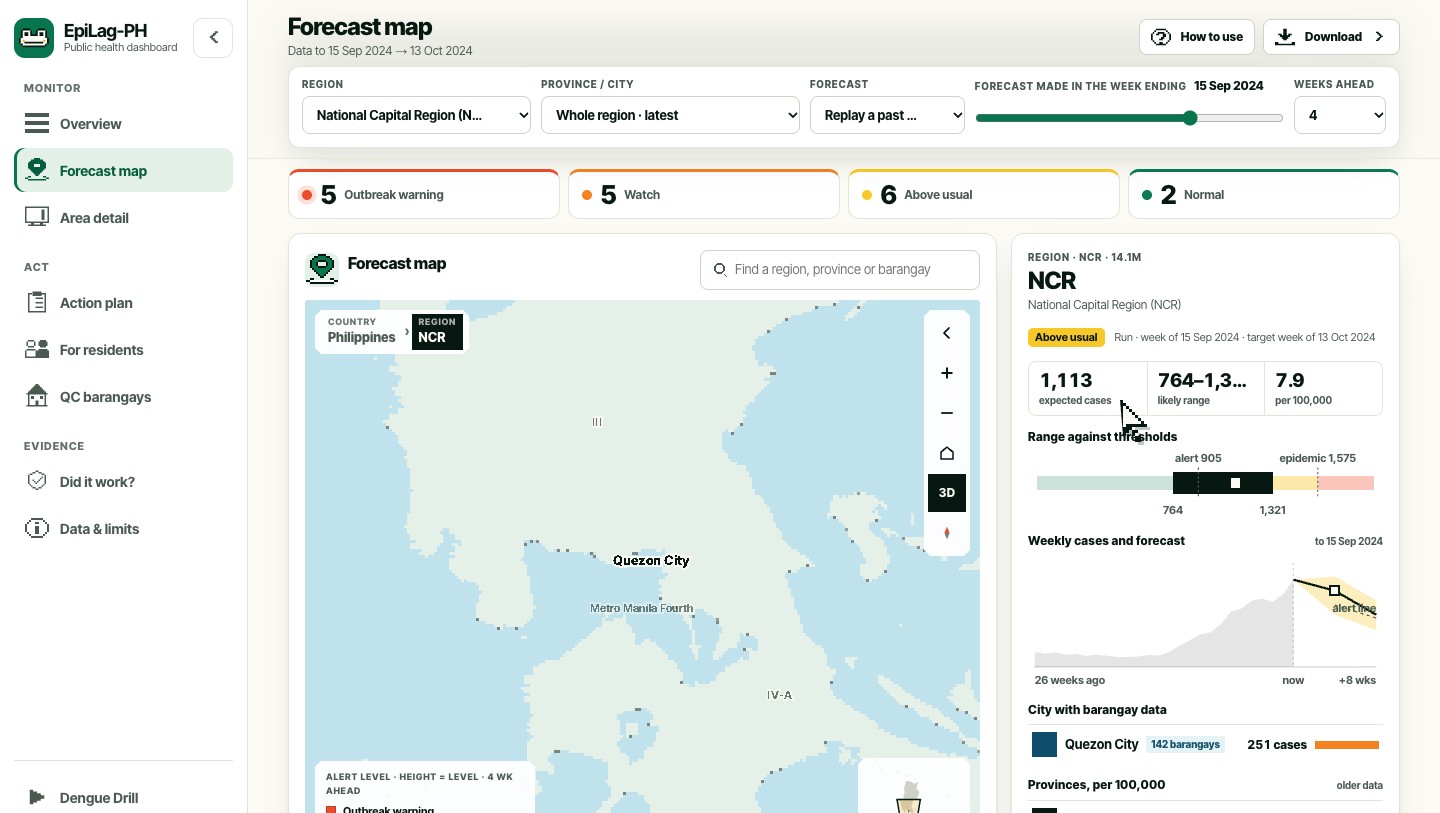 EpiLag-PH
Public health dashboard
MONITOR
Overview
Forecast map
Area detail
ACT
Action plan
For residents
QC barangays
EVIDENCE
Did it work?
Data & limits
Dengue Drill
Forecast map
Data to 15 Sep 2024 → 13 Oct 2024
How to use
Download
REGION
National Capital Region (N...
PROVINCE / CITY
Whole region · latest
FORECAST
Replay a past ...
FORECAST MADE IN THE WEEK ENDING 15 Sep 2024
WEEKS AHEAD
4
5 Outbreak warning
5 Watch
6 Above usual
2 Normal
Forecast map
Find a region, province or barangay
COUNTRY
Philippines
›
REGION
NCR
3D
III
Quezon City
Metro Manila Fourth
IV-A
ALERT LEVEL · HEIGHT = LEVEL · 4 WK
AHEAD
Outbreak warning
REGION · NCR · 14.1M
NCR
National Capital Region (NCR)
Above usual
Run · week of 15 Sep 2024 · target week of 13 Oct 2024
1,113
expected cases
764–1,3...
likely range
7.9
per 100,000
Range against thresholds
alert 905
epidemic 1,575
764
1,321
Weekly cases and forecast
to 15 Sep 2024
alert line
26 weeks ago
now
+8 wks
City with barangay data
Quezon City 142 barangays 251 cases
Provinces, per 100,000
older data